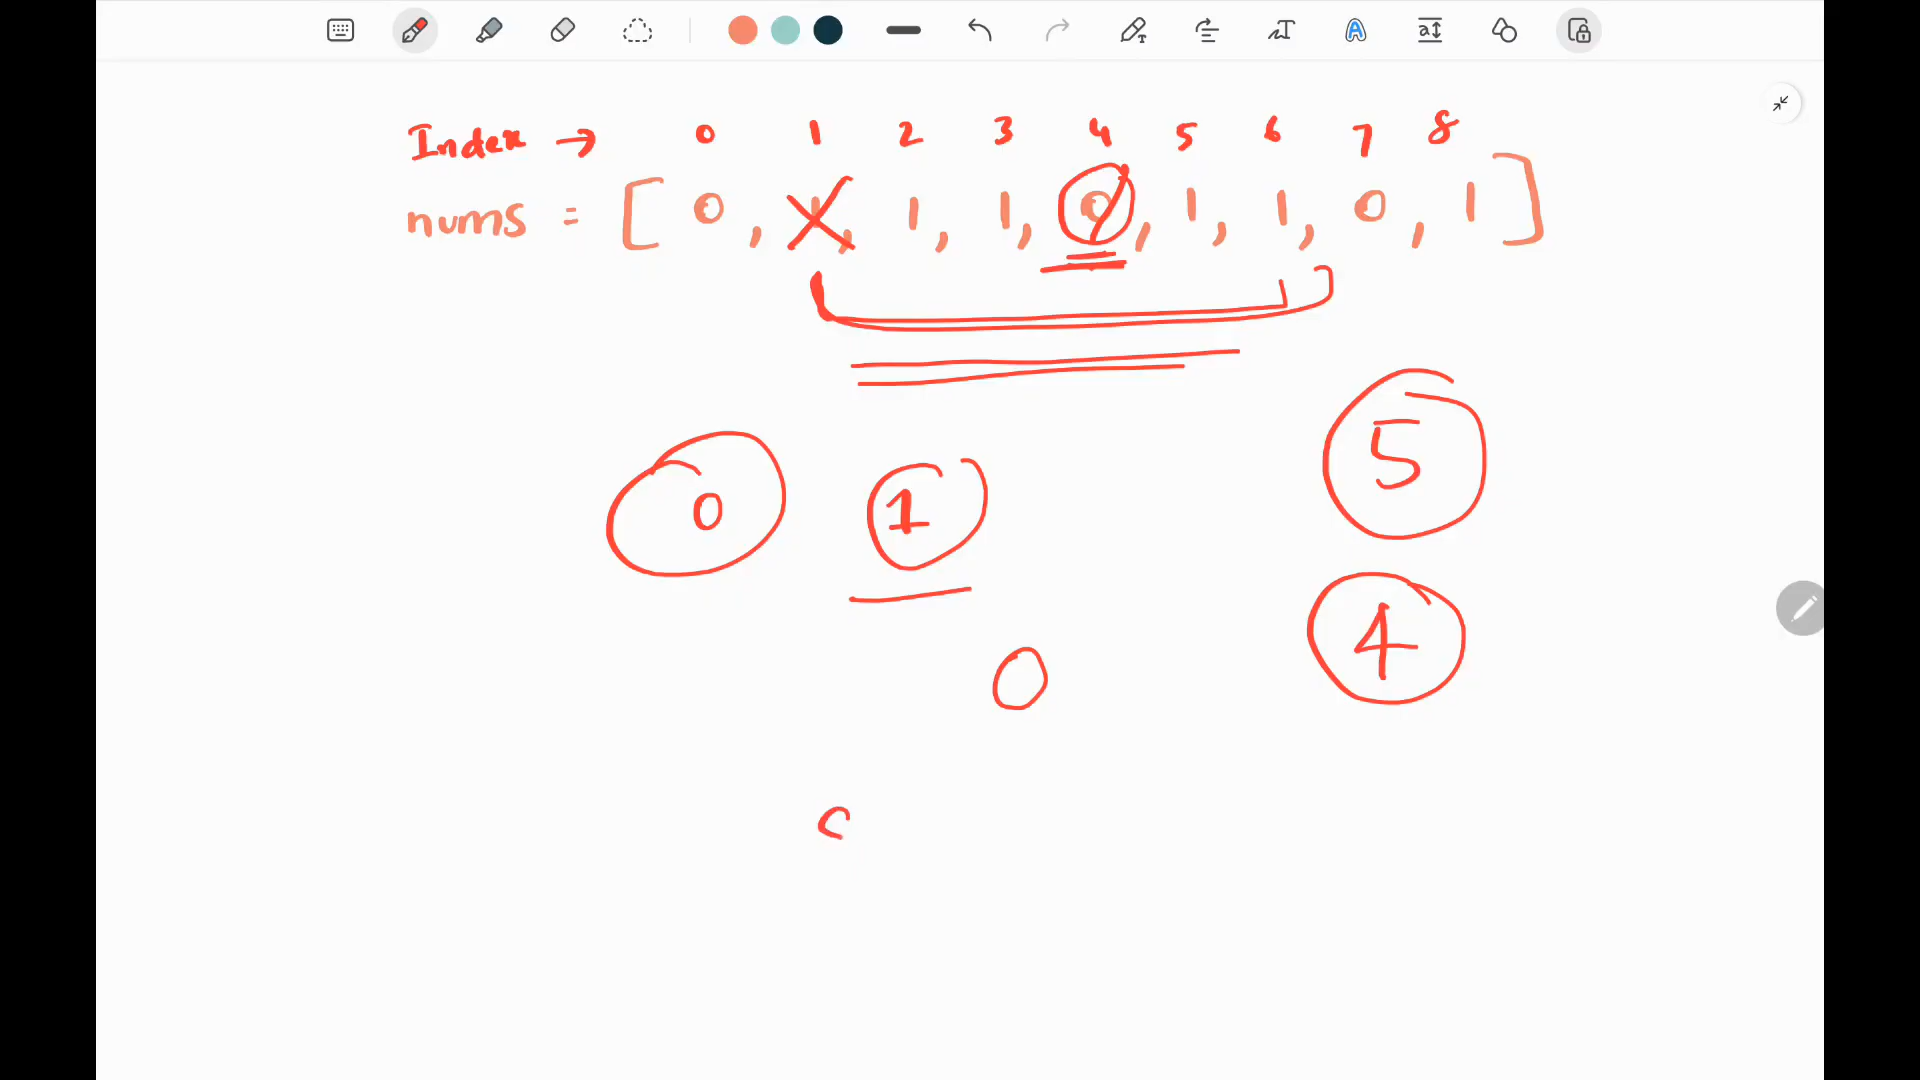 Index → 0 1 2 3 4 5 6 7 8
nums = [ 0, 1, 1, 1, 0, 1, 1, 0, 1 ]
0 1 5
0 4